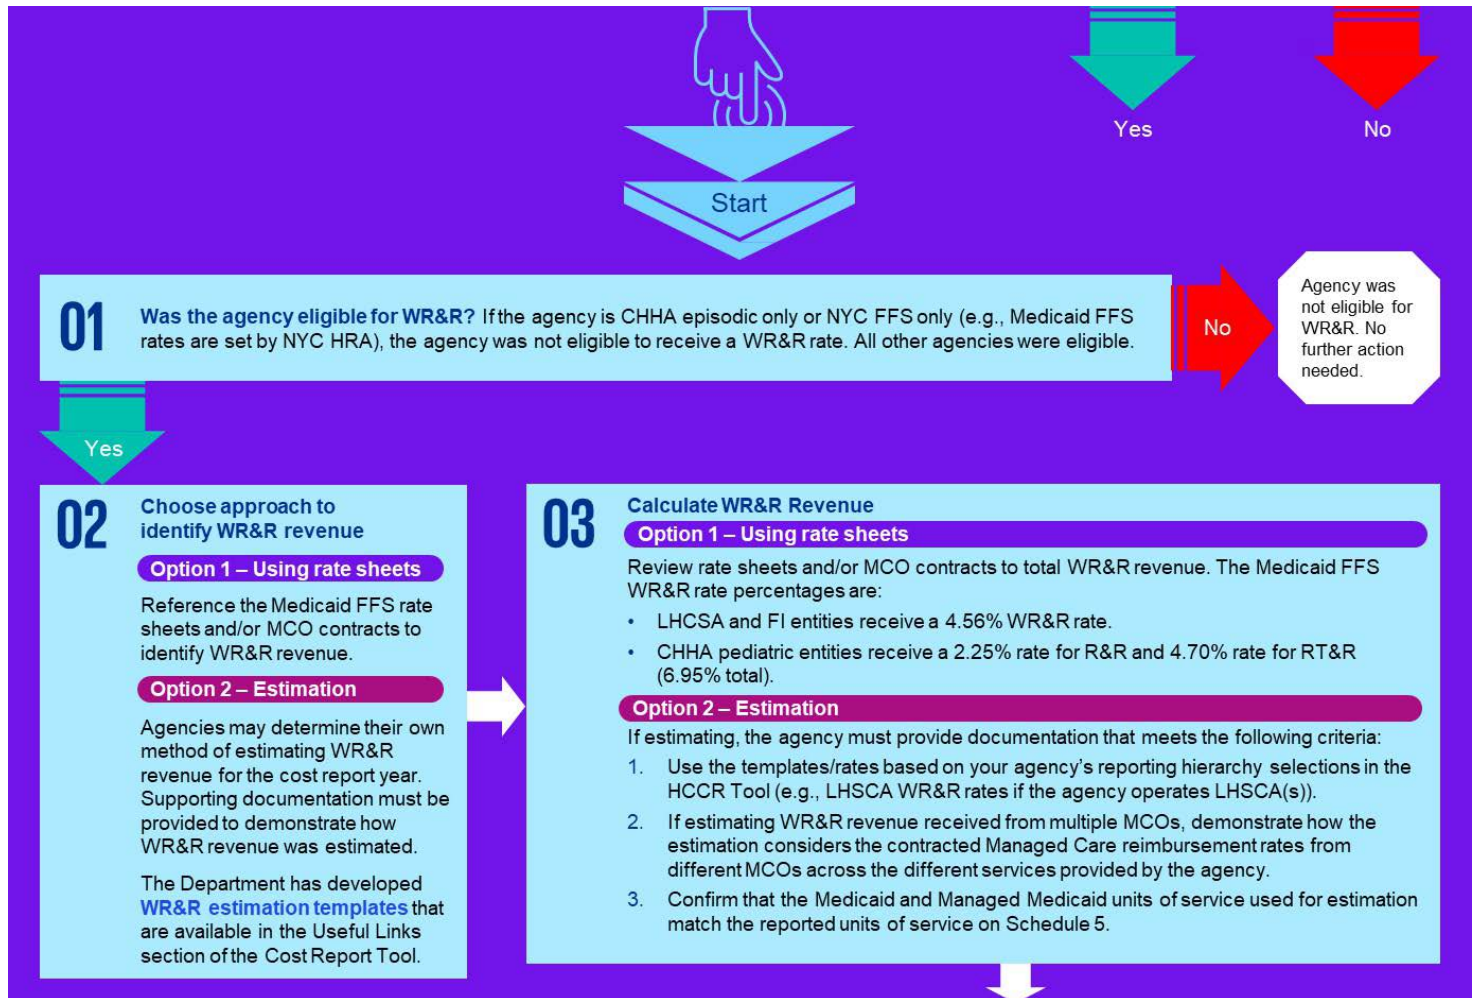 Yes
No
Start
01
Was the agency eligible for WR&R? If the agency is CHHA episodic only or NYC FFS only (e.g., Medicaid FFS
rates are set by NYC HRA), the agency was not eligible to receive a WR&R rate. All other agencies were eligible.
No
Agency was
not eligible for
WR&R. No
further action
needed.
Yes
02
Choose approach to
identify WR&R revenue
Option 1 – Using rate sheets
Reference the Medicaid FFS rate
sheets and/or MCO contracts to
identify WR&R revenue.
Option 2 – Estimation
Agencies may determine their own
method of estimating WR&R
revenue for the cost report year.
Supporting documentation must be
provided to demonstrate how
WR&R revenue was estimated.
The Department has developed
WR&R estimation templates that
are available in the Useful Links
section of the Cost Report Tool.
03
Calculate WR&R Revenue
Option 1 – Using rate sheets
Review rate sheets and/or MCO contracts to total WR&R revenue. The Medicaid FFS
WR&R rate percentages are:
• LHCSA and FI entities receive a 4.56% WR&R rate.
• CHHA pediatric entities receive a 2.25% rate for R&R and 4.70% rate for RT&R
(6.95% total).
Option 2 – Estimation
If estimating, the agency must provide documentation that meets the following criteria:
1. Use the templates/rates based on your agency's reporting hierarchy selections in the
HCCR Tool (e.g., LHSCA WR&R rates if the agency operates LHSCA(s)).
2. If estimating WR&R revenue received from multiple MCOs, demonstrate how the
estimation considers the contracted Managed Care reimbursement rates from
different MCOs across the different services provided by the agency.
3. Confirm that the Medicaid and Managed Medicaid units of service used for estimation
match the reported units of service on Schedule 5.